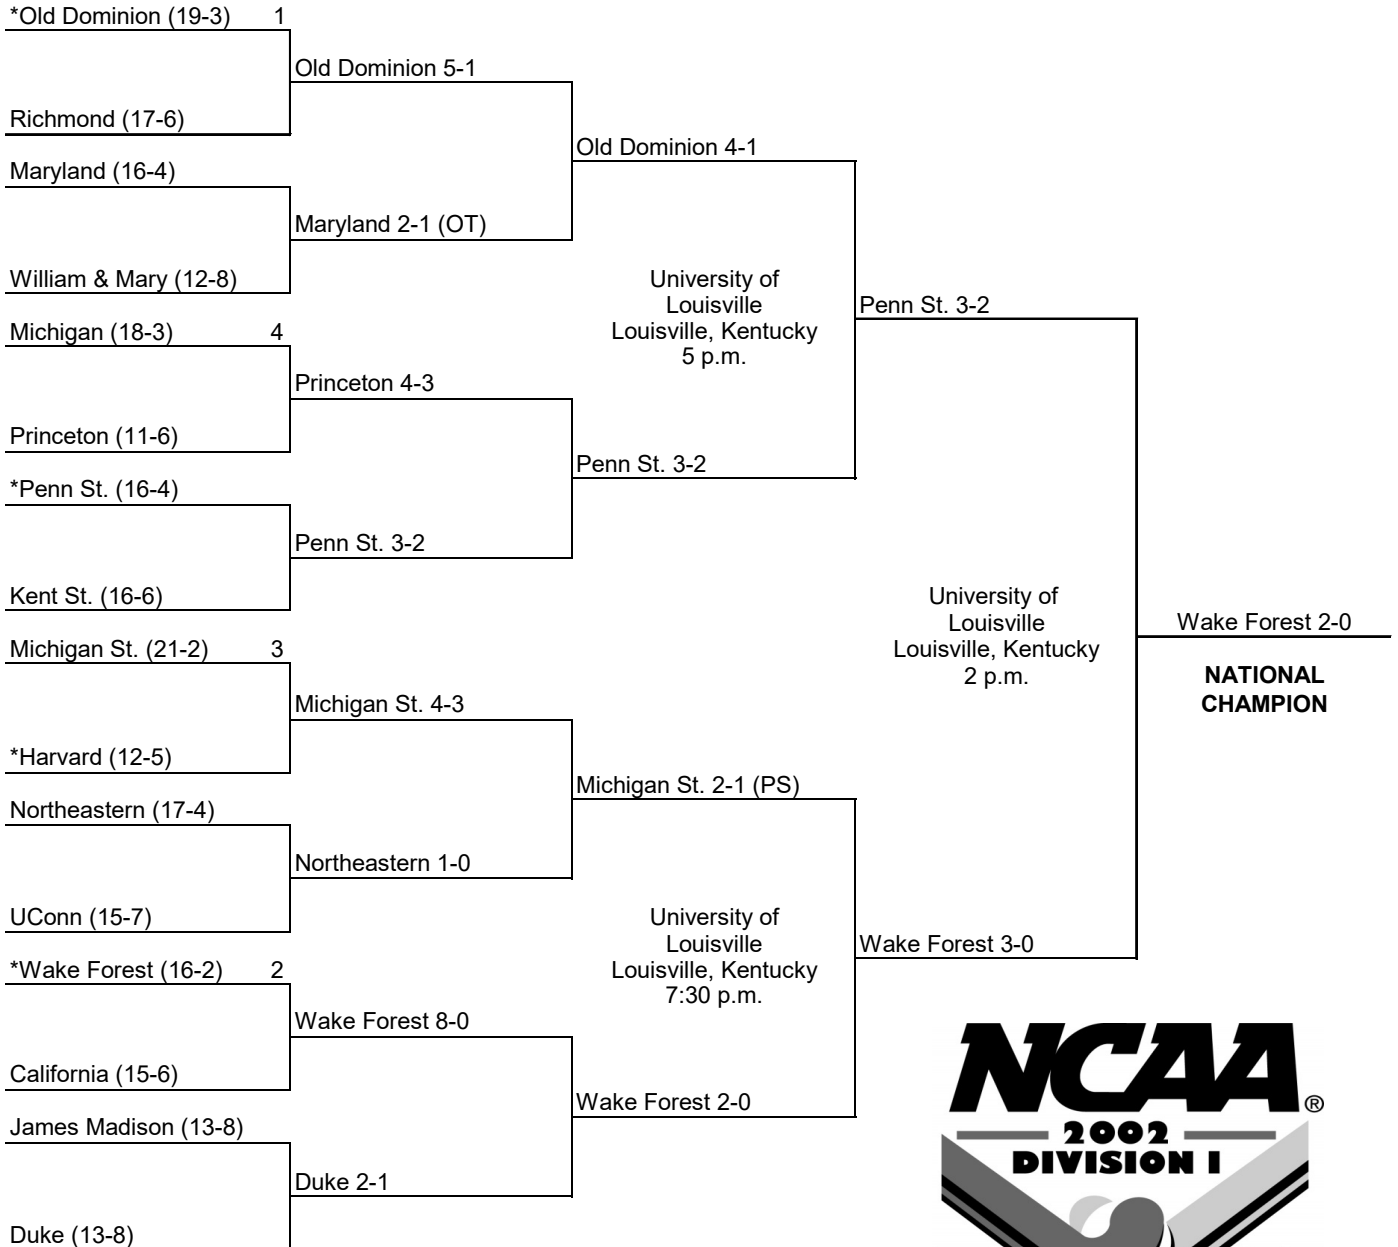 *Old Dominion (19-3) 1
Richmond (17-6)
Maryland (16-4)
William & Mary (12-8)
Michigan (18-3) 4
Princeton (11-6)
*Penn St. (16-4)
Kent St. (16-6)
Michigan St. (21-2) 3
*Harvard (12-5)
Northeastern (17-4)
UConn (15-7)
*Wake Forest (16-2) 2
California (15-6)
James Madison (13-8)
Duke (13-8)
Old Dominion 5-1
Maryland 2-1 (OT)
Princeton 4-3
Penn St. 3-2
Michigan St. 4-3
Northeastern 1-0
Wake Forest 8-0
Duke 2-1
Old Dominion 4-1
University of
Louisville
Louisville, Kentucky
5 p.m.
Penn St. 3-2
Michigan St. 2-1 (PS)
University of
Louisville
Louisville, Kentucky
7:30 p.m.
Wake Forest 2-0
Penn St. 3-2
University of
Louisville
Louisville, Kentucky
2 p.m.
Wake Forest 3-0
Wake Forest 2-0
NATIONAL
CHAMPION
NCAA®
2002
DIVISION I